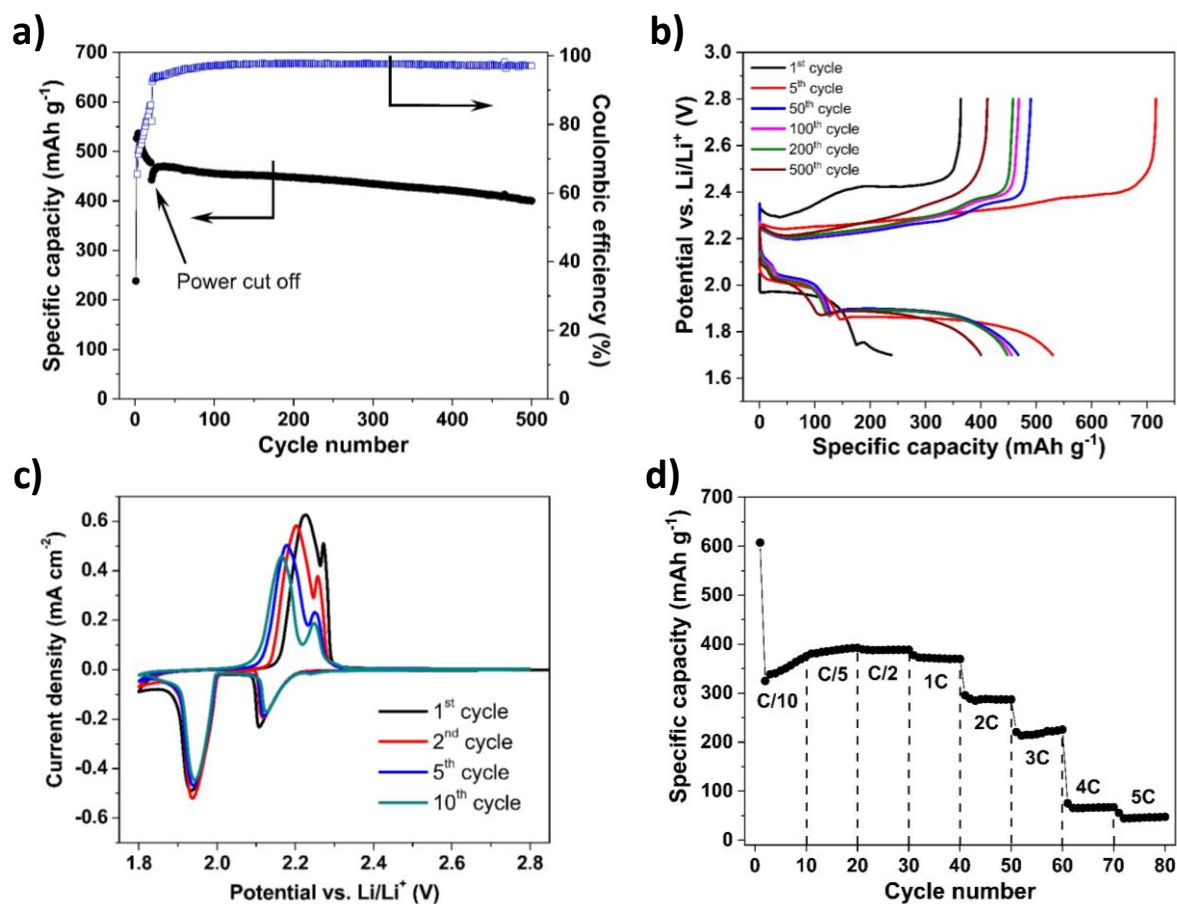 a)
700
600
500
400
300
200
100
0
Specific capacity (mAh g⁻¹)
100
80
60
40
20
0
Coulombic efficiency (%)
Power cut off
0 100 200 300 400 500
Cycle number
b)
3.0
2.8
2.6
2.4
2.2
2.0
1.8
1.6
Potential vs. Li/Li⁺ (V)
1ˢᵗ cycle
5ᵗʰ cycle
50ᵗʰ cycle
100ᵗʰ cycle
200ᵗʰ cycle
500ᵗʰ cycle
0 100 200 300 400 500 600 700
Specific capacity (mAh g⁻¹)
c)
0.6
0.4
0.2
0.0
-0.2
-0.4
-0.6
Current density (mA cm⁻²)
1ˢᵗ cycle
2ⁿᵈ cycle
5ᵗʰ cycle
10ᵗʰ cycle
1.8 2.0 2.2 2.4 2.6 2.8
Potential vs. Li/Li⁺ (V)
d)
700
600
500
400
300
200
100
0
Specific capacity (mAh g⁻¹)
C/10
C/5
C/2
1C
2C
3C
4C
5C
0 10 20 30 40 50 60 70 80
Cycle number